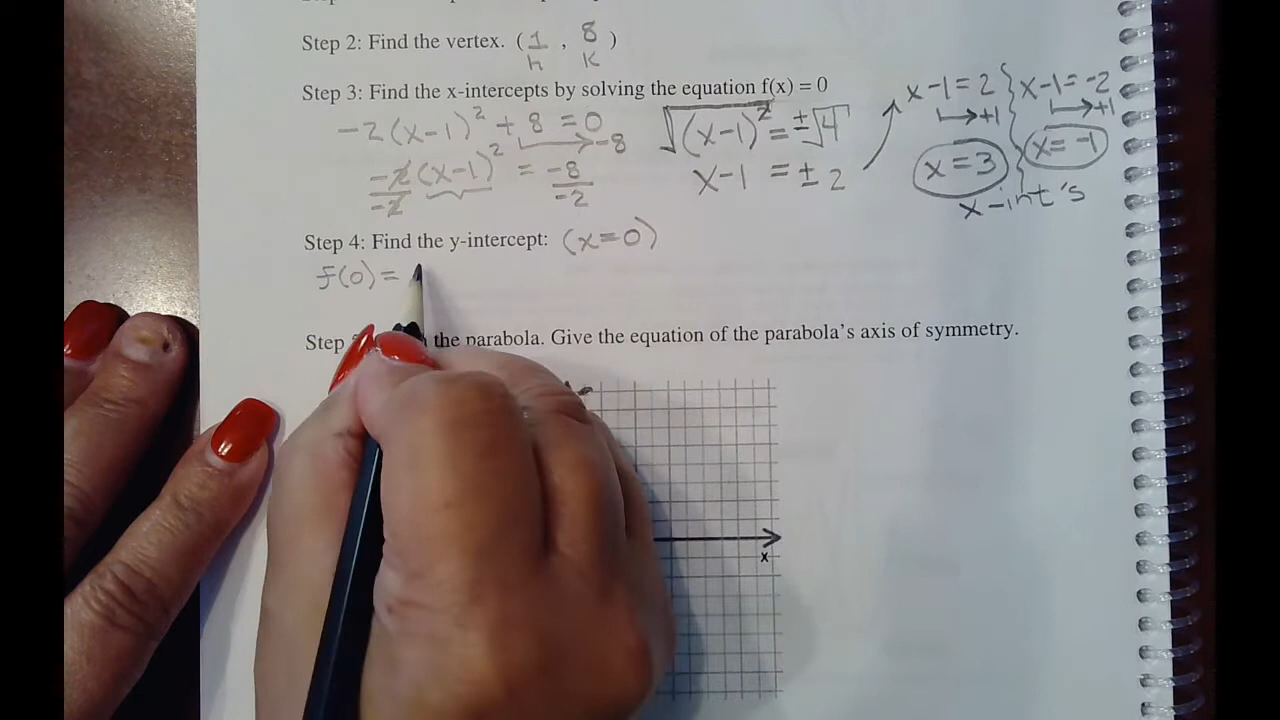 Step 2: Find the vertex. (1, 8)
h k
Step 3: Find the x-intercepts by solving the equation f(x) = 0
-2(x-1)² + 8 = 0
-8
-2(x-1)² = -8
-2 -2
√(x-1)² = ±√4
x-1 = ± 2
x-1=2
+1
x=3
x-1=-2
+1
x=-1
x-int's
Step 4: Find the y-intercept: (x=0)
f(0)=
Step the parabola. Give the equation of the parabola's axis of symmetry.
x